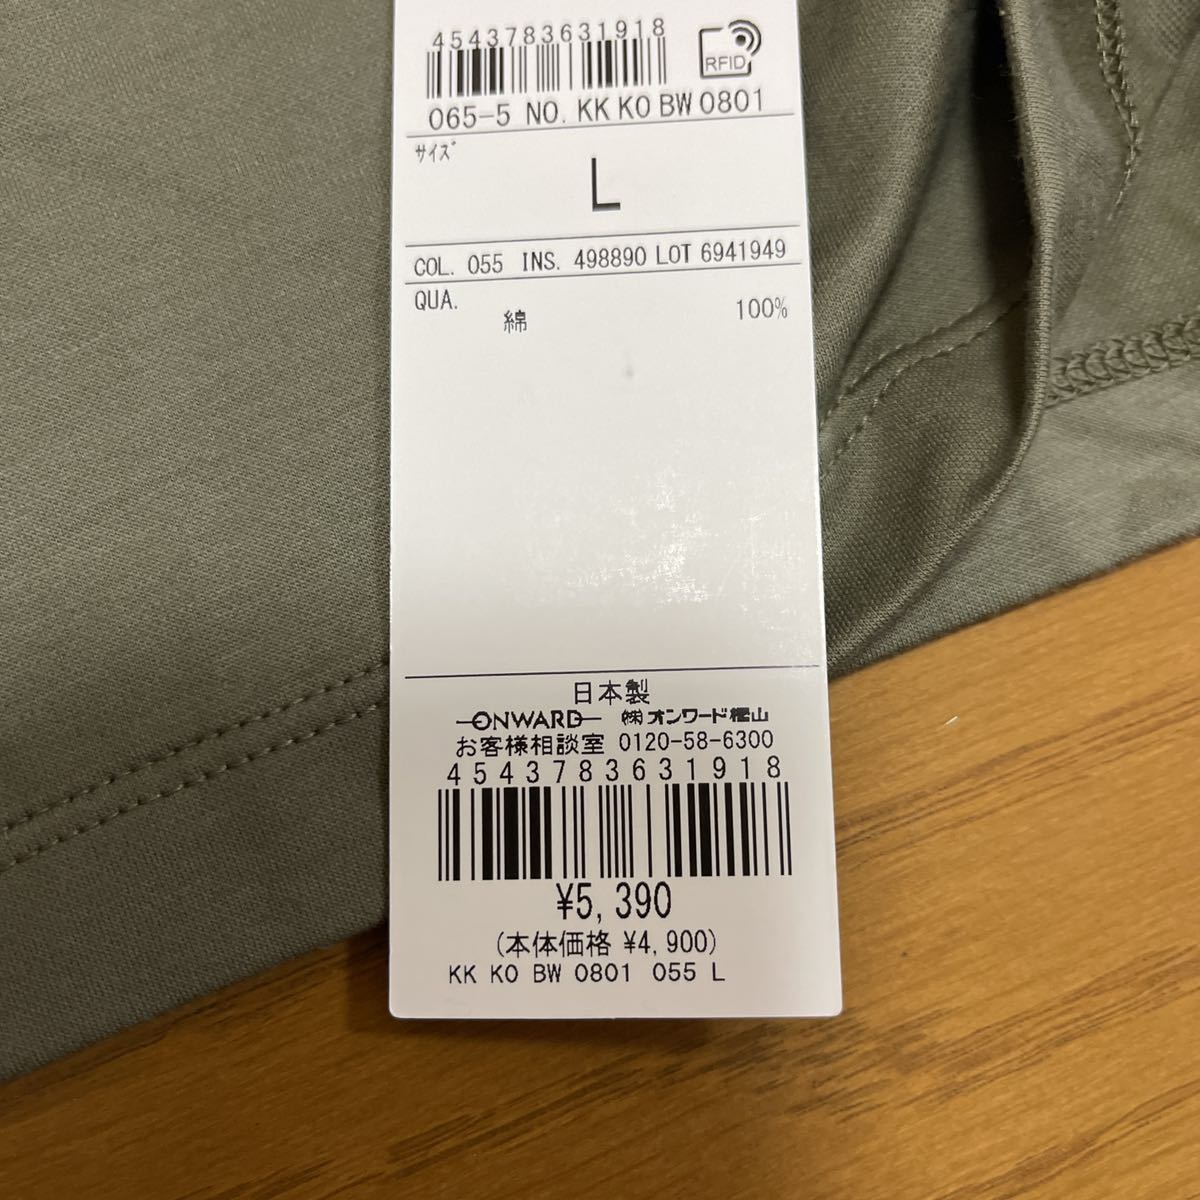 4543783631918
RFID
065-5 NO. KK KO BW 0801
サイズ
L
COL. 055 INS. 498890 LOT 6941949
QUA.
綿 100%
日本製
ONWARD ㈱オンワード樫山
お客様相談室 0120-58-6300
4543783631918
¥5,390
(本体価格 ¥4,900)
KK KO BW 0801 055 L